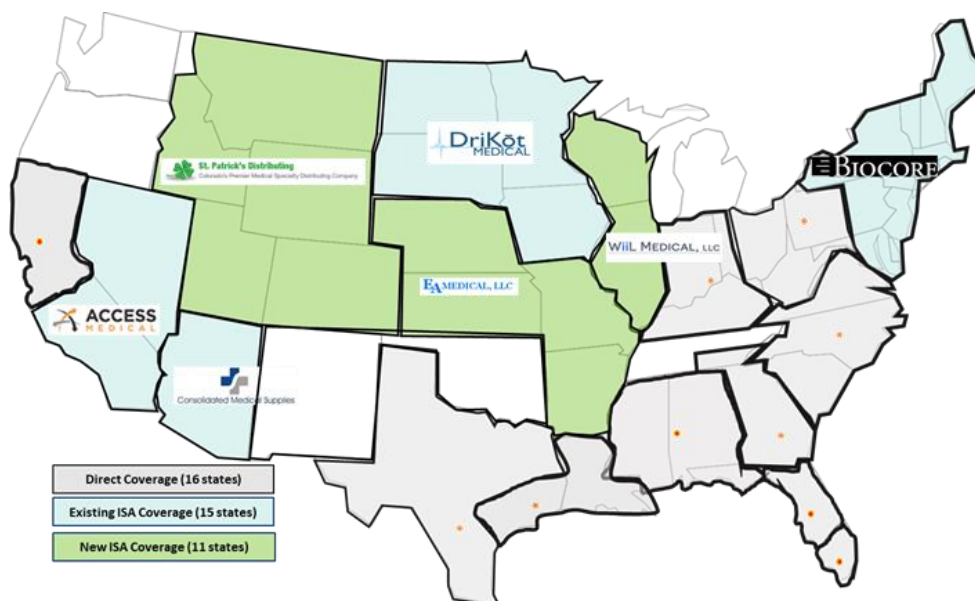 DriKōt
MEDICAL
St. Patrick's Distributing
Colorado's Premier Medical Specialty Distributing Company
BIOCORE
WiiL MEDICAL, LLC
EA MEDICAL, LLC
ACCESS
MEDICAL
Consolidated Medical Supplies
Direct Coverage (16 states)
Existing ISA Coverage (15 states)
New ISA Coverage (11 states)